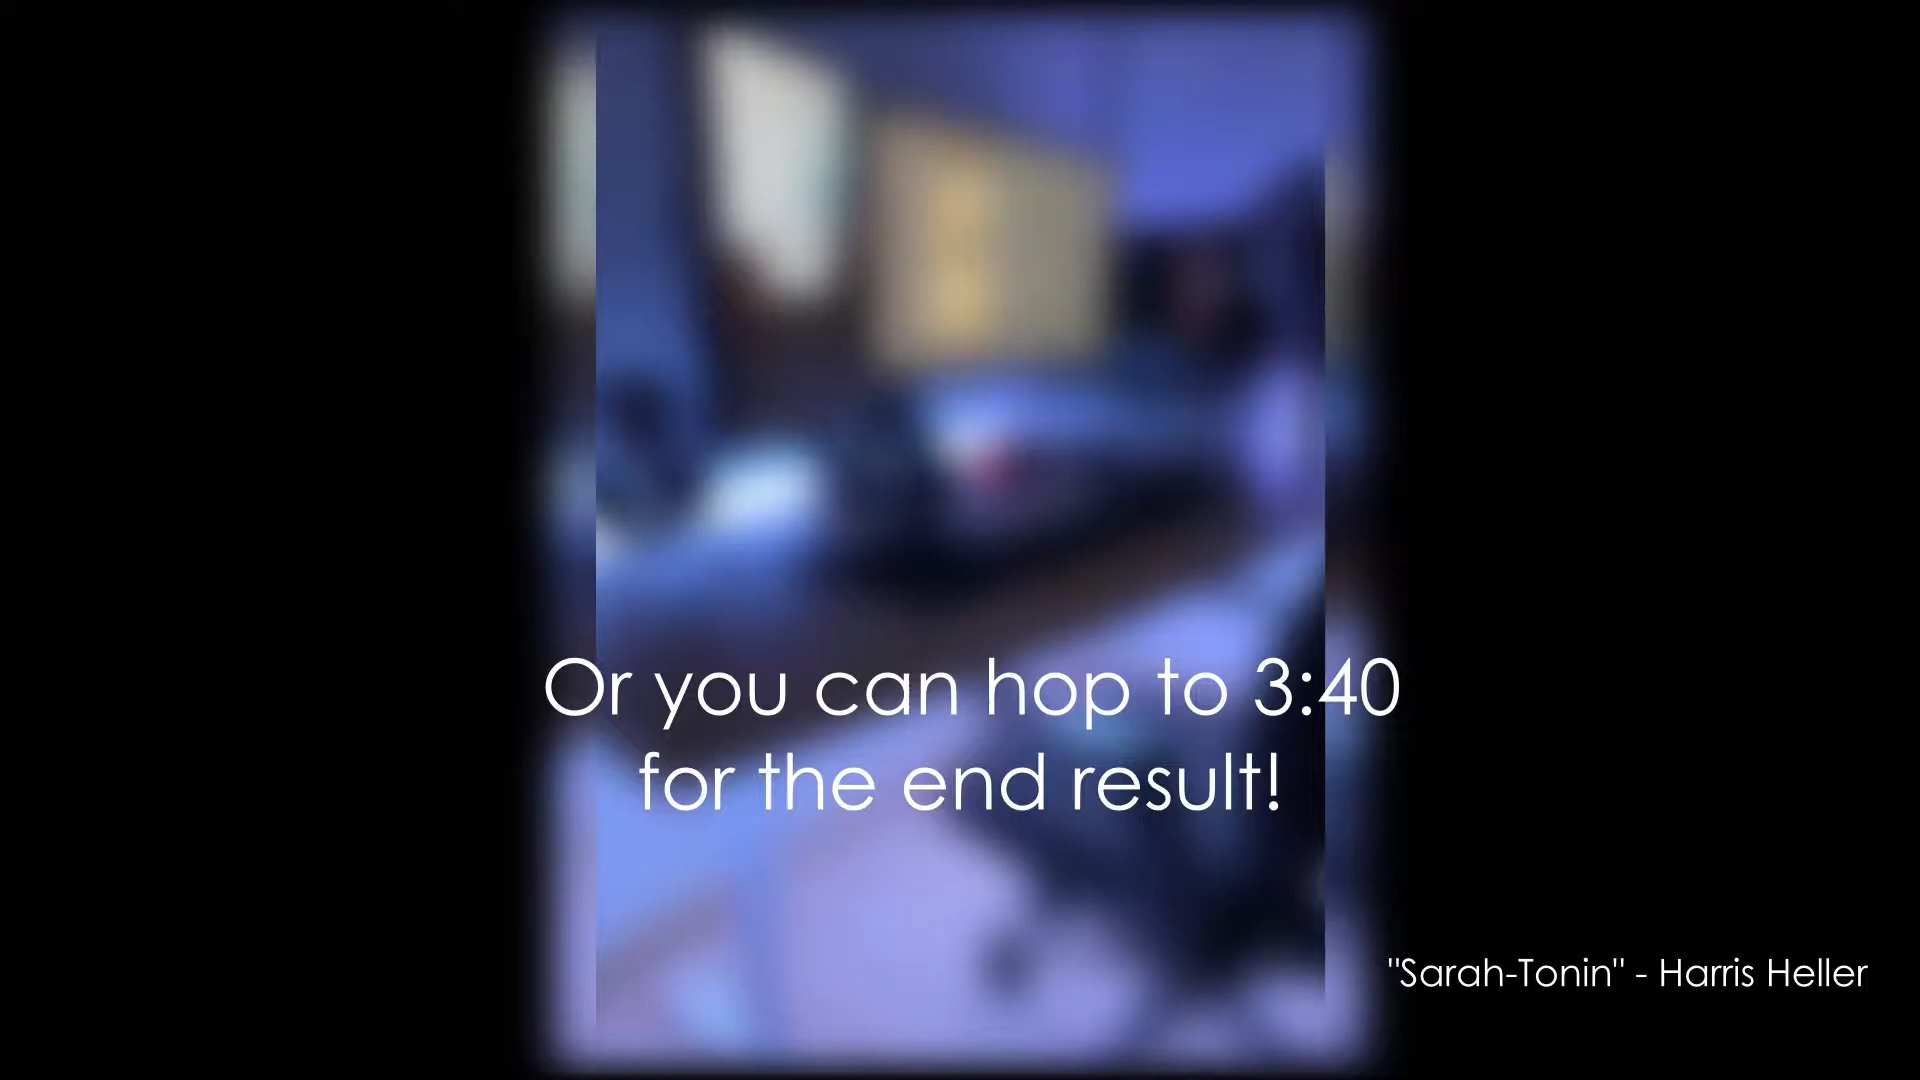 Or you can hop to 3:40
for the end result!
"Sarah-Tonin" - Harris Heller